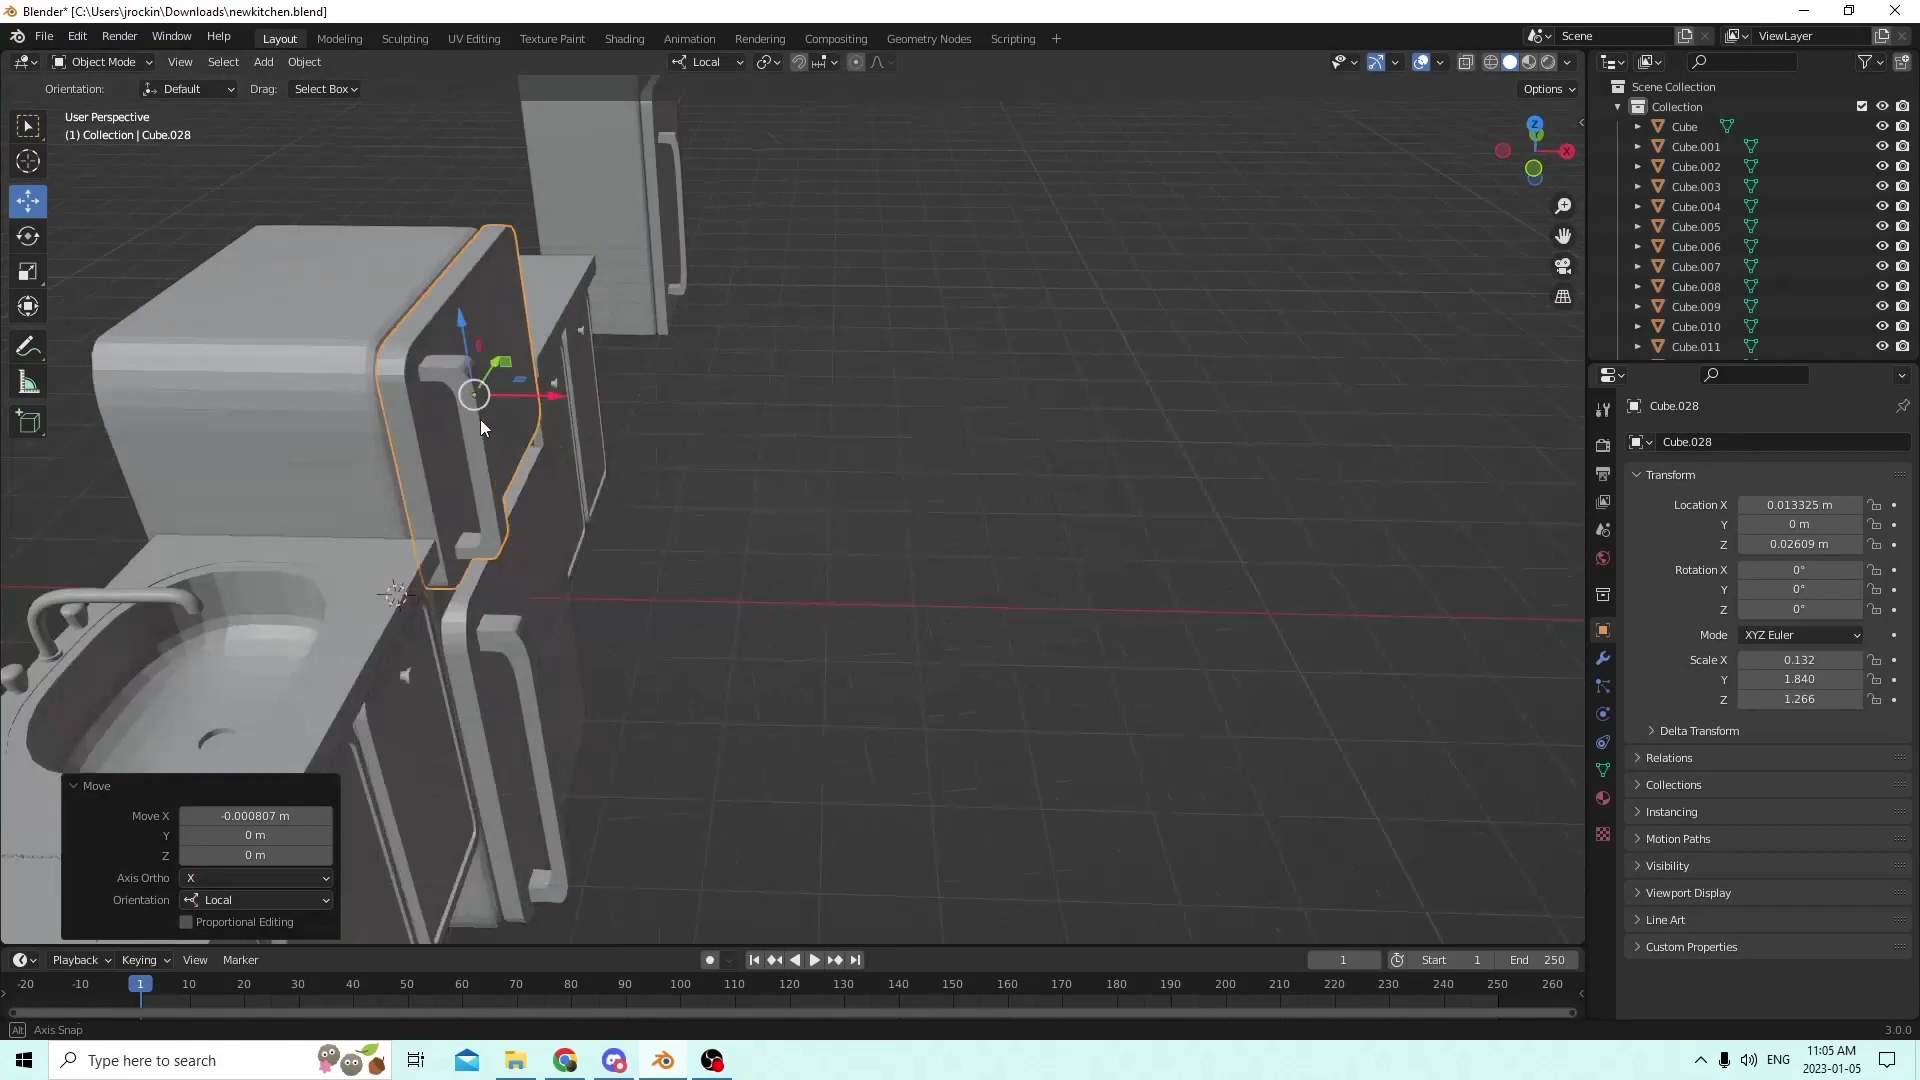 Blender* [C:\Users\jrockin\Downloads\newkitchen.blend]
File Edit Render Window Help Layout Modeling Sculpting UV Editing Texture Paint Shading Animation Rendering Compositing Geometry Nodes Scripting + Scene ViewLayer
Object Mode View Select Add Object Local
Orientation: Default Drag: Select Box Options
User Perspective
(1) Collection | Cube.028
Z
X
Scene Collection
Collection
Cube
Cube.001
Cube.002
Cube.003
Cube.004
Cube.005
Cube.006
Cube.007
Cube.008
Cube.009
Cube.010
Cube.011
Cube.028
Cube.028
Transform
Location X 0.013325 m
Y 0 m
Z 0.02609 m
Rotation X 0°
Y 0°
Z 0°
Mode XYZ Euler
Scale X 0.132
Y 1.840
Z 1.266
Delta Transform
Relations
Collections
Instancing
Motion Paths
Visibility
Viewport Display
Line Art
Custom Properties
Move
Move X -0.000807 m
Y 0 m
Z 0 m
Axis Ortho X
Orientation Local
Proportional Editing
Playback Keying View Marker 1 Start 1 End 250
-20 -10 1 10 20 30 40 50 60 70 80 90 100 110 120 130 140 150 160 170 180 190 200 210 220 230 240 250 260
Alt Axis Snap 3.0.0
Type here to search ENG 11:05 AM
2023-01-05